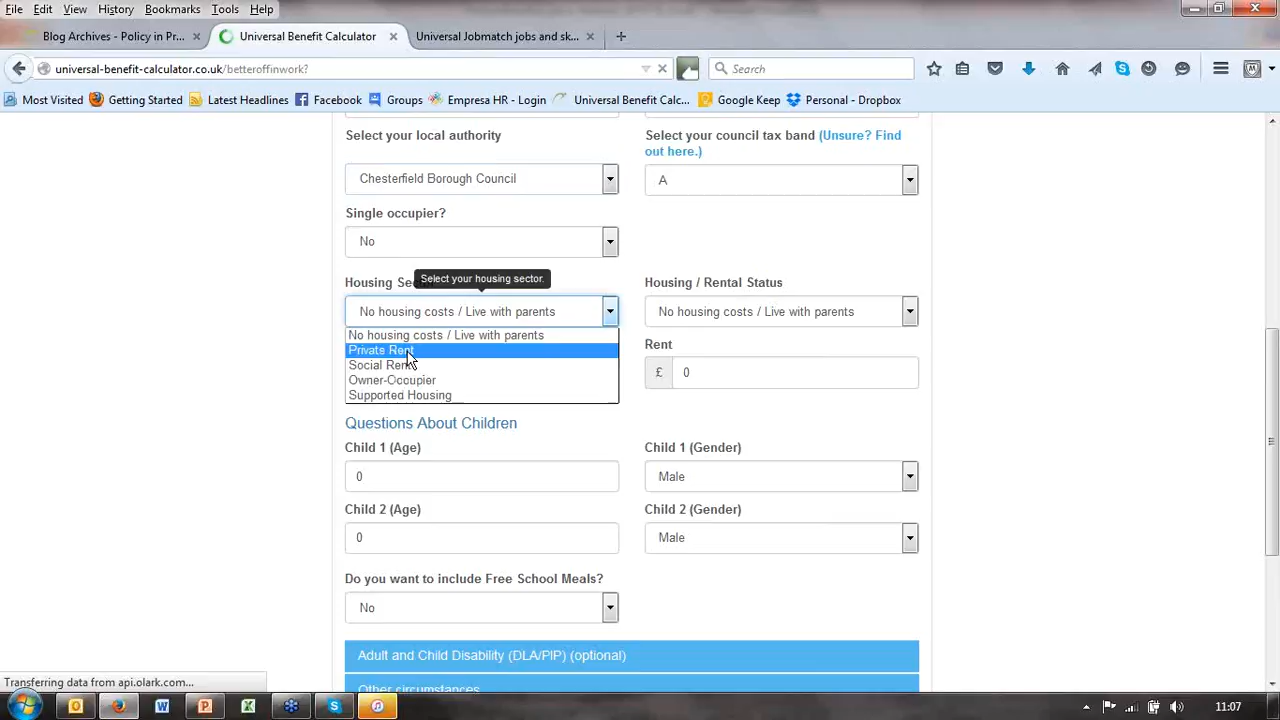 File Edit View History Bookmarks Tools Help
Blog Archives - Policy in Pr... × Universal Benefit Calculator × Universal Jobmatch jobs and sk... × +
universal-benefit-calculator.co.uk/betteroffinwork? Search
Most Visited Getting Started Latest Headlines Facebook Groups Empresa HR - Login Universal Benefit Calc... Google Keep Personal - Dropbox
Select your local authority
Select your council tax band (Unsure? Find
out here.)
Chesterfield Borough Council
A
Single occupier?
No
Select your housing sector.
Housing Se
Housing / Rental Status
No housing costs / Live with parents
No housing costs / Live with parents
No housing costs / Live with parents
Private Rent
Social Rent
Owner-Occupier
Supported Housing
Rent
£ 0
Questions About Children
Child 1 (Age)
Child 1 (Gender)
0
Male
Child 2 (Age)
Child 2 (Gender)
0
Male
Do you want to include Free School Meals?
No
Adult and Child Disability (DLA/PIP) (optional)
Other circumstances
Transferring data from api.olark.com...
11:07